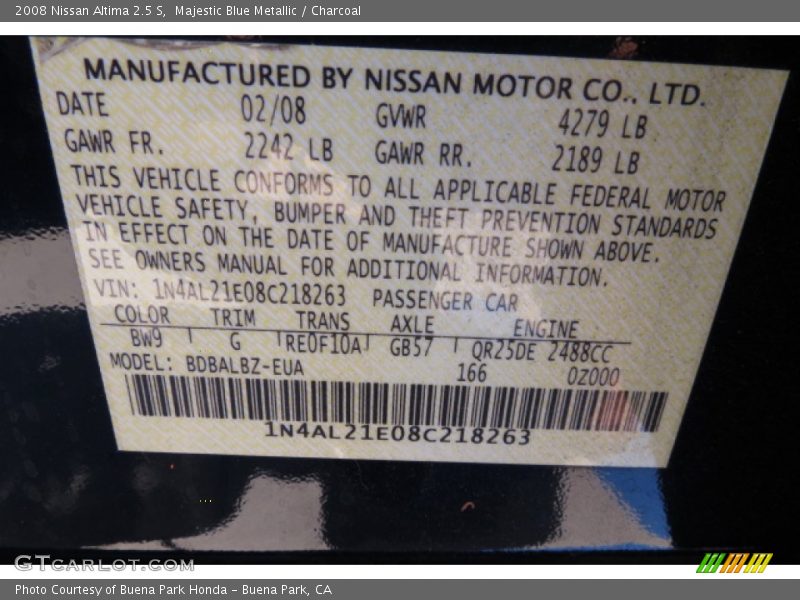 2008 Nissan Altima 2.5 S,  Majestic Blue Metallic / Charcoal
MANUFACTURED BY NISSAN MOTOR CO., LTD.
DATE 02/08 GVWR 4279 LB
GAWR FR. 2242 LB GAWR RR. 2189 LB
THIS VEHICLE CONFORMS TO ALL APPLICABLE FEDERAL MOTOR
VEHICLE SAFETY, BUMPER AND THEFT PREVENTION STANDARDS
IN EFFECT ON THE DATE OF MANUFACTURE SHOWN ABOVE.
SEE OWNERS MANUAL FOR ADDITIONAL INFORMATION.
VIN: 1N4AL21E08C218263 PASSENGER CAR
COLOR TRIM TRANS AXLE ENGINE
BW9 G RE0F10A GB57 QR25DE 2488CC
MODEL: BDBALBZ-EUA 166 0Z000
1N4AL21E08C218263
GTCARLOT.COM
Photo Courtesy of Buena Park Honda - Buena Park, CA